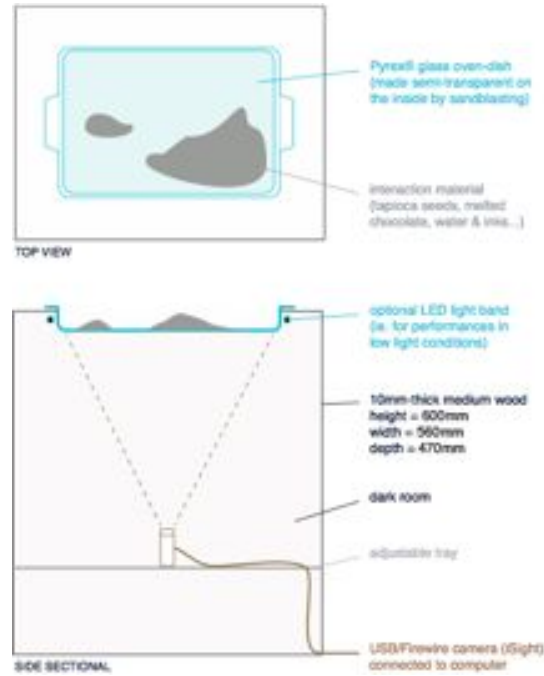 Pyrex® glass oven-dish
(made semi-transparent on
the inside by sandblasting)
interaction material
(tapioca seeds, melted
chocolate, water & inks...)
TOP VIEW
optional LED light band
(ie. for performances in
low light conditions)
10mm-thick medium wood
height = 600mm
width = 560mm
depth = 470mm
dark room
adjustable tray
USB/Firewire camera (iSight)
connected to computer
SIDE SECTIONAL